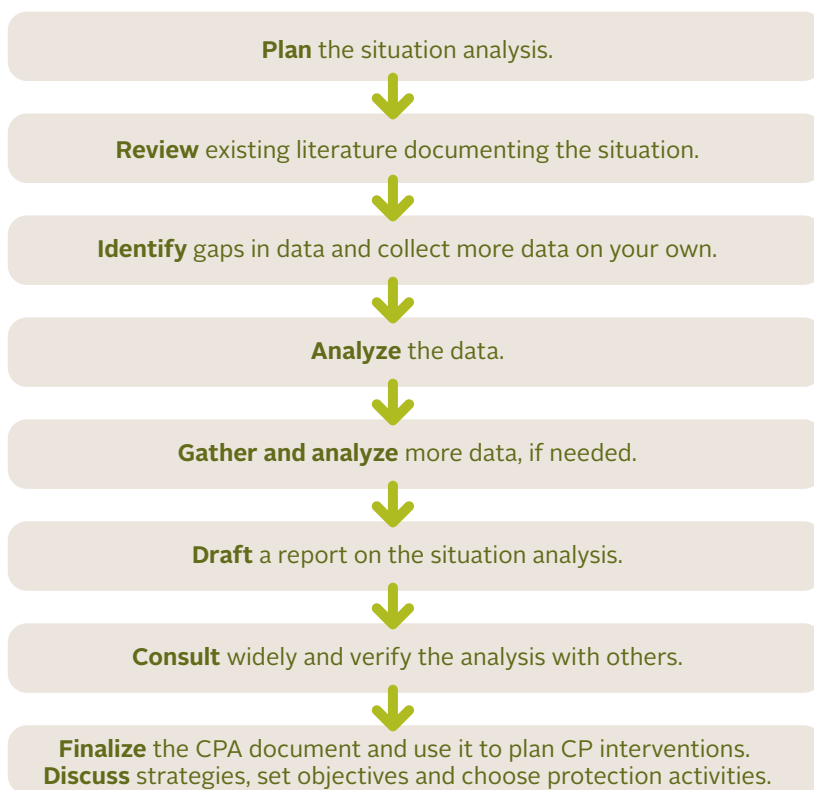 Plan the situation analysis.
Review existing literature documenting the situation.
Identify gaps in data and collect more data on your own.
Analyze the data.
Gather and analyze more data, if needed.
Draft a report on the situation analysis.
Consult widely and verify the analysis with others.
Finalize the CPA document and use it to plan CP interventions.
Discuss strategies, set objectives and choose protection activities.